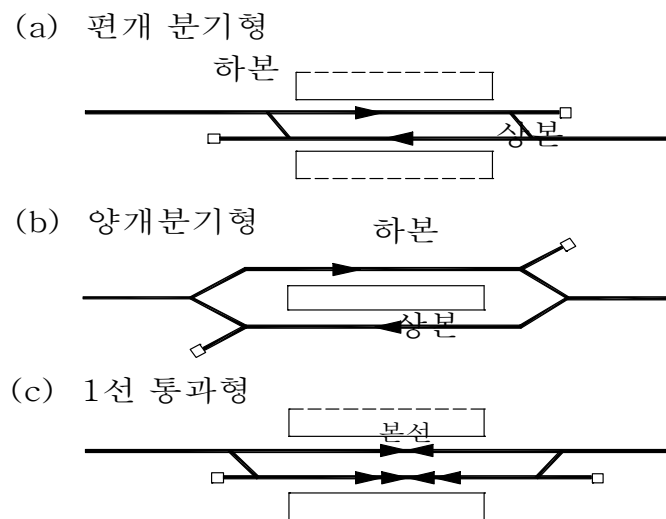 (a) 편개 분기형
하본
상본
(b) 양개분기형
하본
상본
(c) 1선 통과형
본선